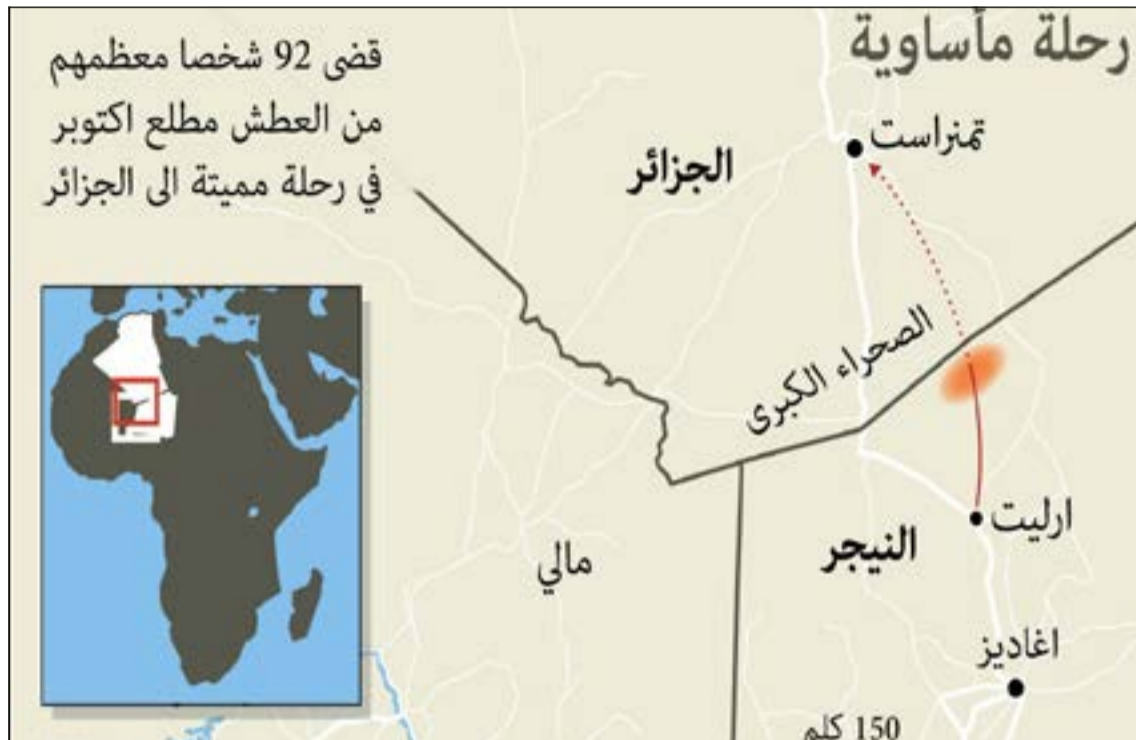 رحلة مأساوية
قضى 92 شخصا معظمهم
من العطش مطلع اكتوبر
في رحلة مميتة الى الجزائر
تمنراست
الجزائر
الصحراء الكبرى
ارليت
النيجر
مالي
اغاديز
150 كلم